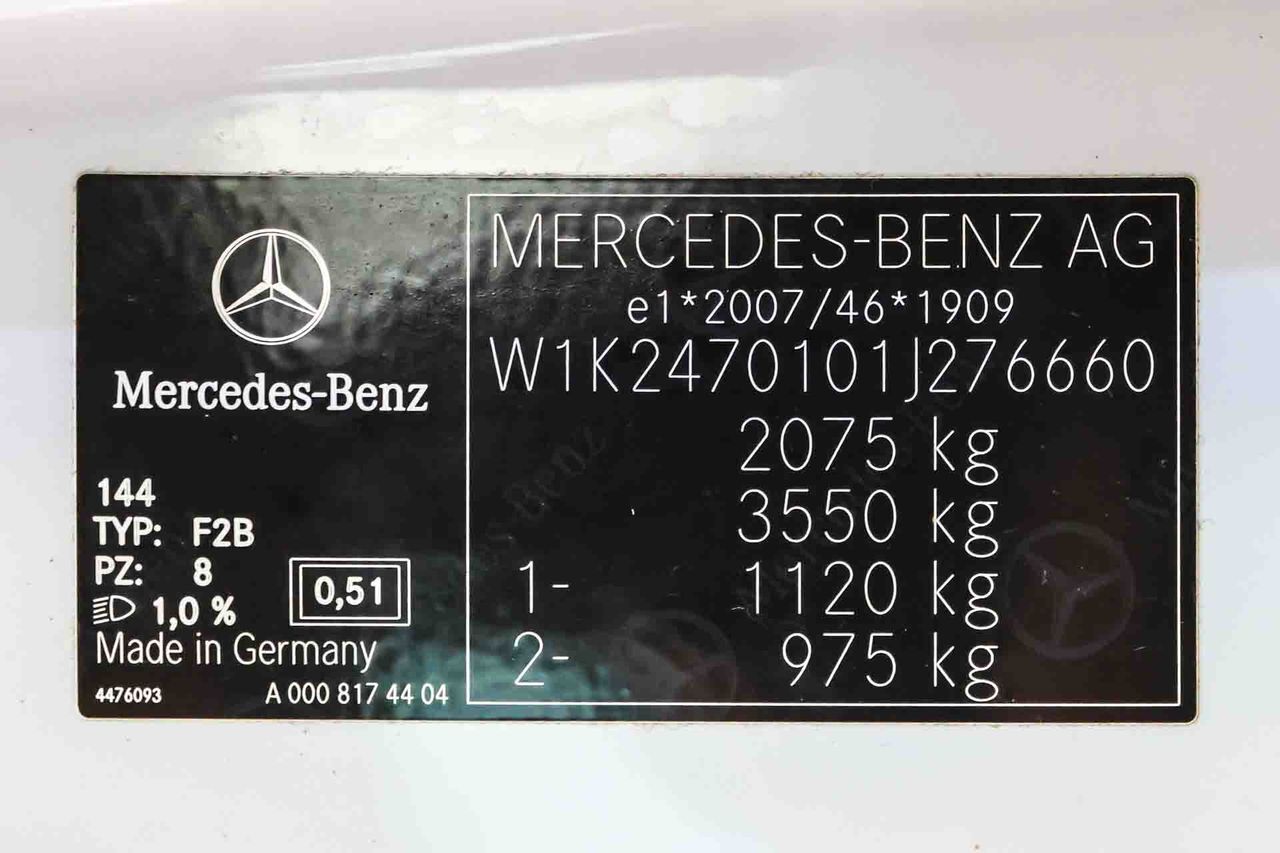 Mercedes-Benz
144
TYP: F2B
PZ: 8
1,0 %
0,51
Made in Germany
4476093 A 000 817 44 04
MERCEDES-BENZ AG
e1*2007/46*1909
W1K2470101J276660
2075 kg
3550 kg
1- 1120 kg
2- 975 kg